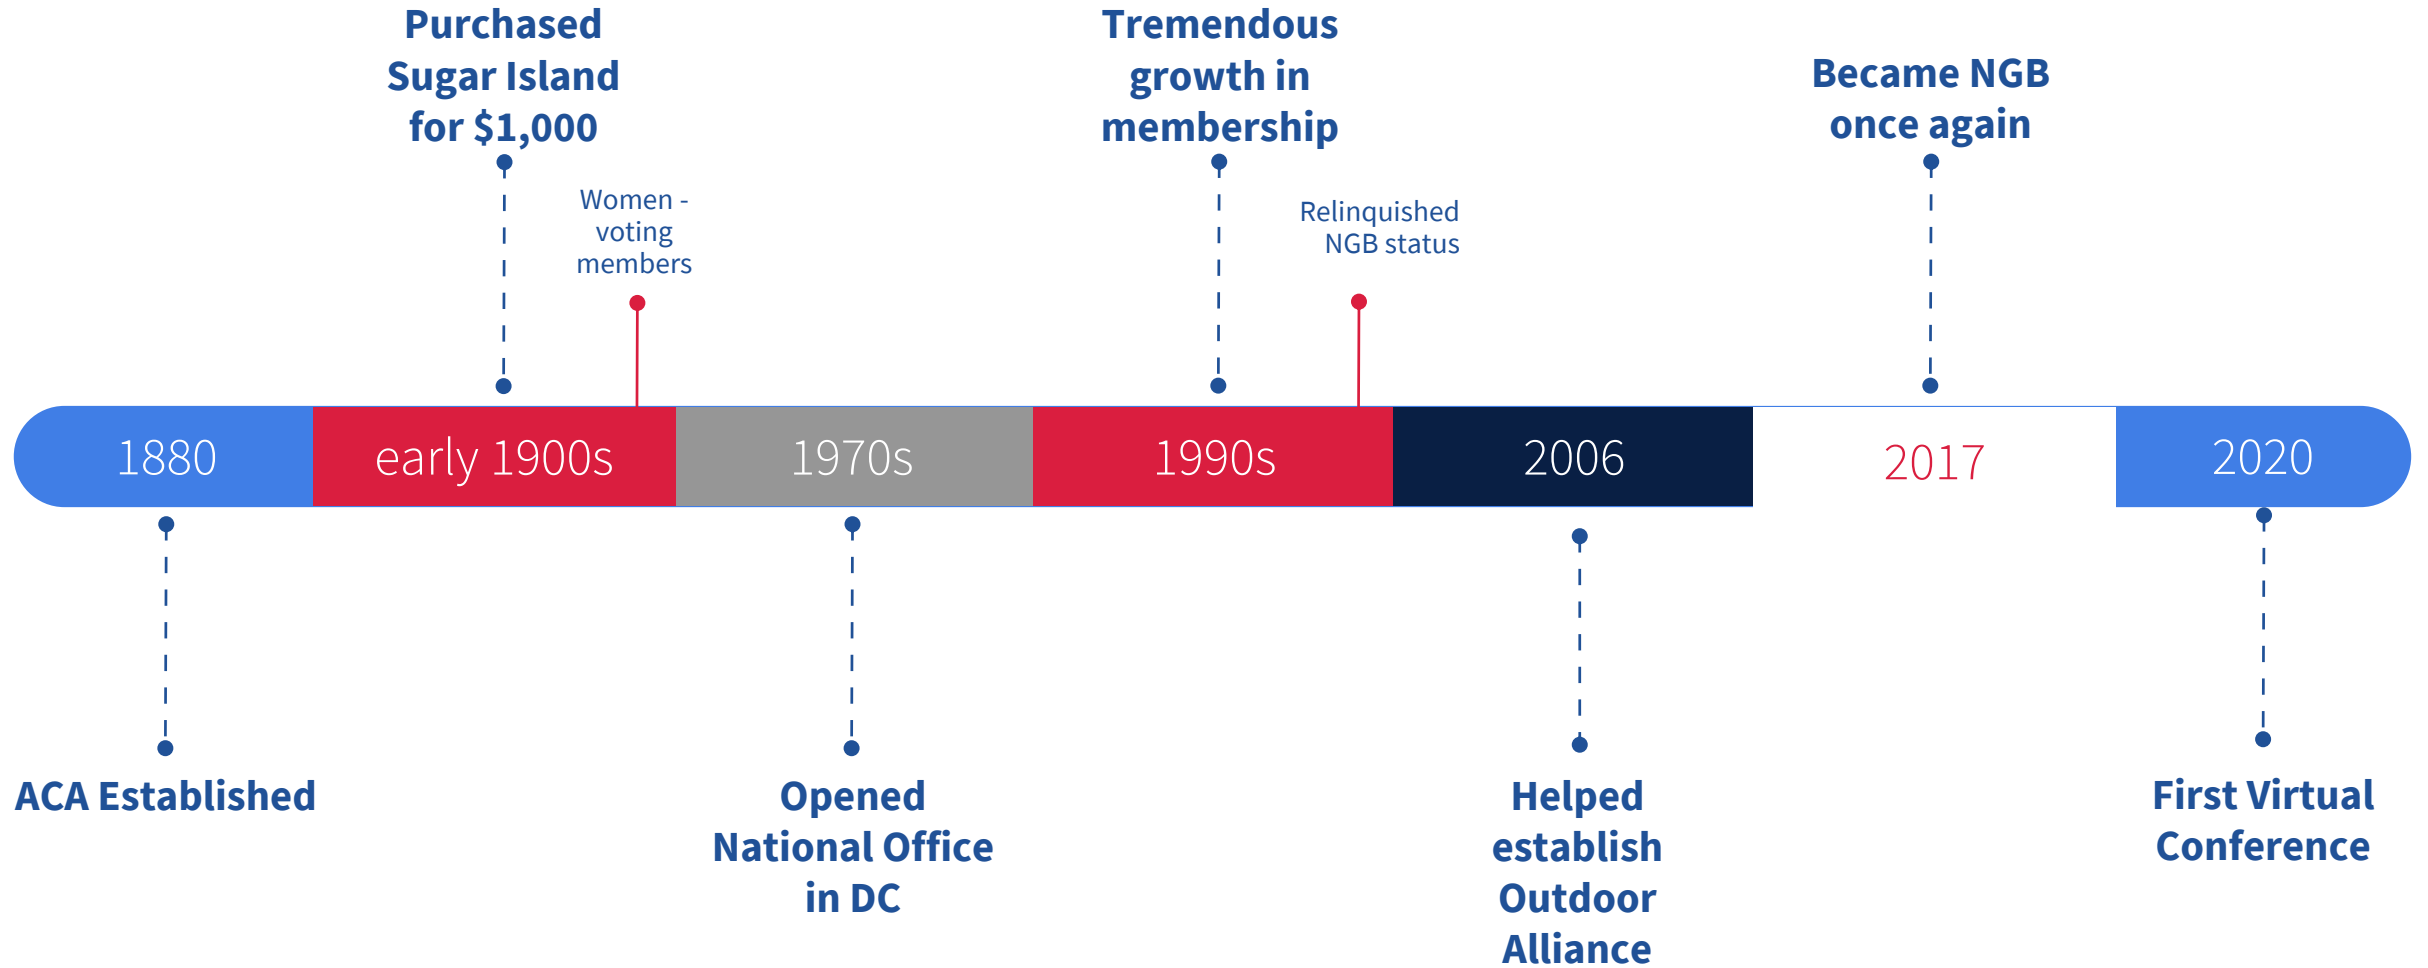 Purchased
Sugar Island
for $1,000
Tremendous
growth in
membership
Became NGB
once again
Women -
voting
members
Relinquished
NGB status
1880
early 1900s
1970s
1990s
2006
2017
2020
ACA Established
Opened
National Office
in DC
Helped
establish
Outdoor
Alliance
First Virtual
Conference